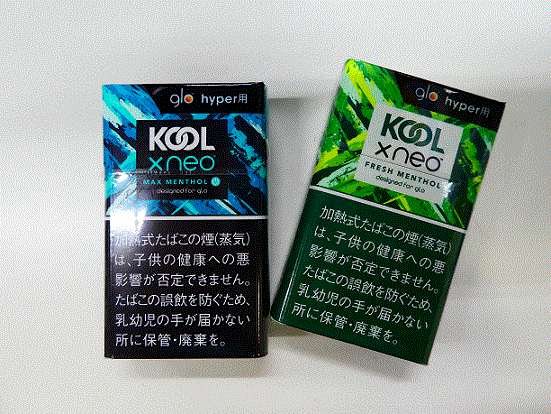 glo hyper用
KOOL
x neo
MAX MENTHOL
designed for glo
加熱式たばこの煙(蒸気)
は、子供の健康への悪
影響が否定できません。
たばこの誤飲を防ぐため、
乳幼児の手が届かない
所に保管・廃棄を。
glo hyper用
KOOL
x neo
FRESH MENTHOL
designed for glo
加熱式たばこの煙(蒸気)
は、子供の健康への悪
影響が否定できません。
たばこの誤飲を防ぐため、
乳幼児の手が届かない
所に保管・廃棄を。